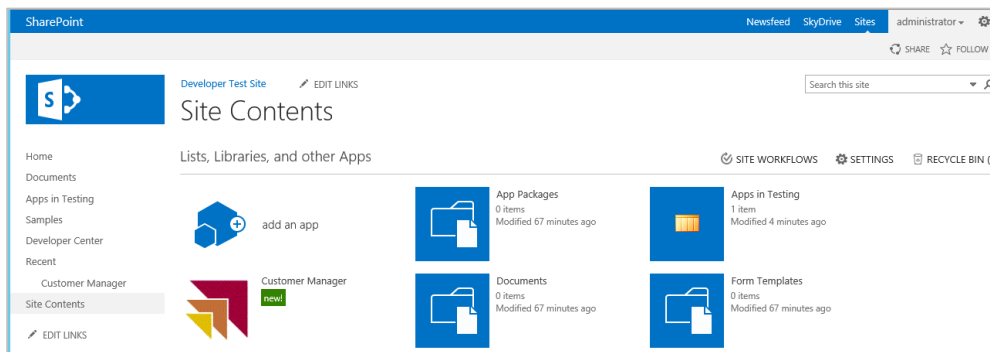 SharePoint
Newsfeed SkyDrive Sites administrator
SHARE FOLLOW
S
Developer Test Site EDIT LINKS
Search this site
Site Contents
Home
Documents
Apps in Testing
Samples
Developer Center
Recent
Customer Manager
Site Contents
EDIT LINKS
Lists, Libraries, and other Apps
SITE WORKFLOWS SETTINGS RECYCLE BIN (
add an app
App Packages
0 items
Modified 67 minutes ago
Apps in Testing
1 item
Modified 4 minutes ago
Customer Manager
new!
Documents
0 items
Modified 67 minutes ago
Form Templates
0 items
Modified 67 minutes ago